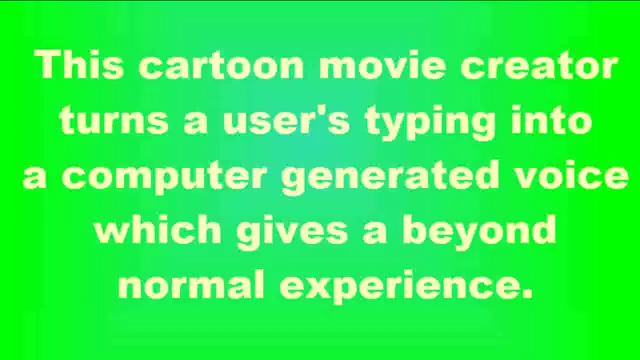 This cartoon movie creator
turns a user's typing into
a computer generated voice
which gives a beyond
normal experience.